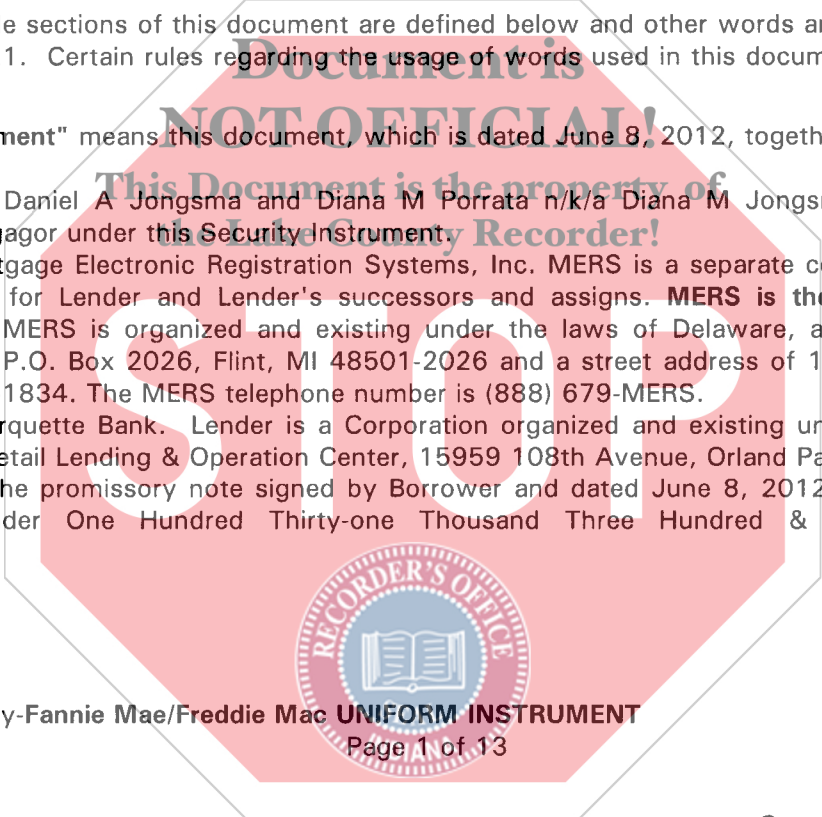 e sections of this document are defined below and other words a
1. Certain rules regarding the usage of words used in this docum
Document is
NOT OFFICIAL!
ment" means this document, which is dated June 8, 2012, togeth
This Document is the property of
Daniel A Jongsma and Diana M Porrata n/k/a Diana M Jongs
the Lake County Recorder!
gagor under this Security Instrument.
tgage Electronic Registration Systems, Inc. MERS is a separate c
for Lender and Lender's successors and assigns. MERS is the
MERS is organized and existing under the laws of Delaware, a
P.O. Box 2026, Flint, MI 48501-2026 and a street address of 1
1834. The MERS telephone number is (888) 679-MERS.
STOP
rquette Bank. Lender is a Corporation organized and existing un
etail Lending & Operation Center, 15959 108th Avenue, Orland Pa
he promissory note signed by Borrower and dated June 8, 2012
der One Hundred Thirty-one Thousand Three Hundred &
RECORDER'S OFFICE
INDIANA
y-Fannie Mae/Freddie Mac UNIFORM INSTRUMENT
Page 1 of 13